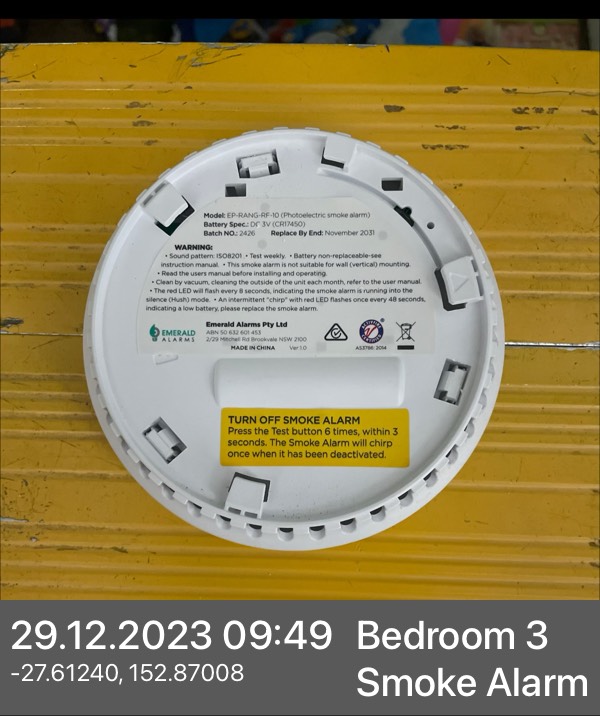 Model: EP-RANG-RF-10 (Photoelectric smoke alarm)
Battery Spec.: DC 3V (CR17450)
Batch NO.: 2426 Replace By End: November 2031
WARNING:
• Sound pattern: ISO8201 • Test weekly. • Battery non-replaceable-see
instruction manual. • This smoke alarm is not suitable for wall (vertical) mounting.
• Read the users manual before installing and operating.
• Clean by vacuum, cleaning the outside of the unit each month, refer to the user manual.
• The red LED will flash every 8 seconds, indicating the smoke alarm is running into the
silence (Hush) mode. • An intermittent "chirp" with red LED flashes once every 48 seconds,
indicating a low battery, please replace the smoke alarm.
EMERALD
ALARMS
Emerald Alarms Pty Ltd
ABN 50 632 601 453
2/29 Mitchell Rd Brookvale NSW 2100
MADE IN CHINA Ver 1.0
AS3786: 2014
TURN OFF SMOKE ALARM
Press the Test button 6 times, within 3
seconds. The Smoke Alarm will chirp
once when it has been deactivated.
29.12.2023 09:49
-27.61240, 152.87008
Bedroom 3
Smoke Alarm